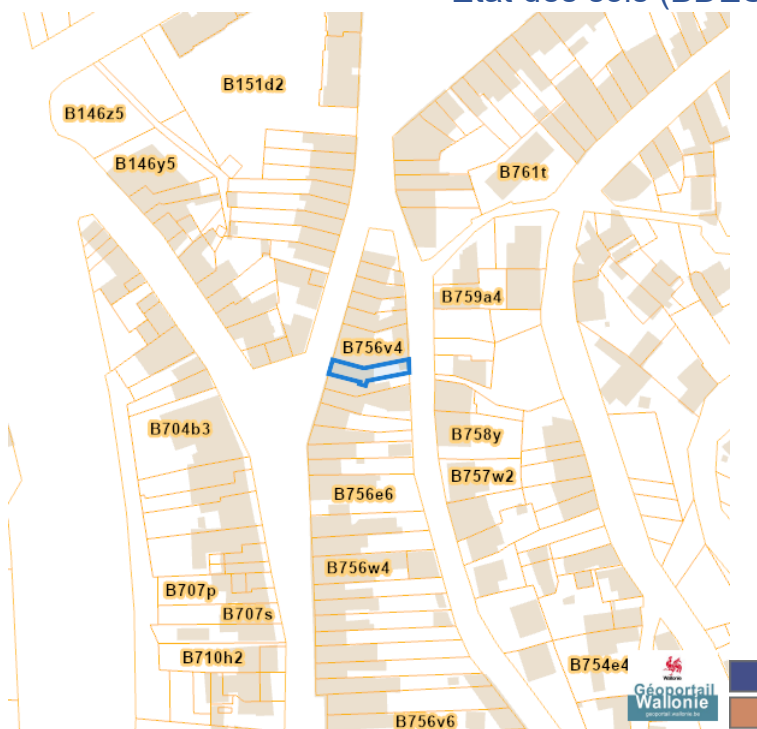 B151d2
B146z5
B146y5
B761t
B759a4
B756v4
B704b3
B758y
B757w2
B756e6
B756w4
B707p
B707s
B710h2
B754e4
B756v6
Wallonie
Géoportail
Wallonie
geoportail.wallonie.be